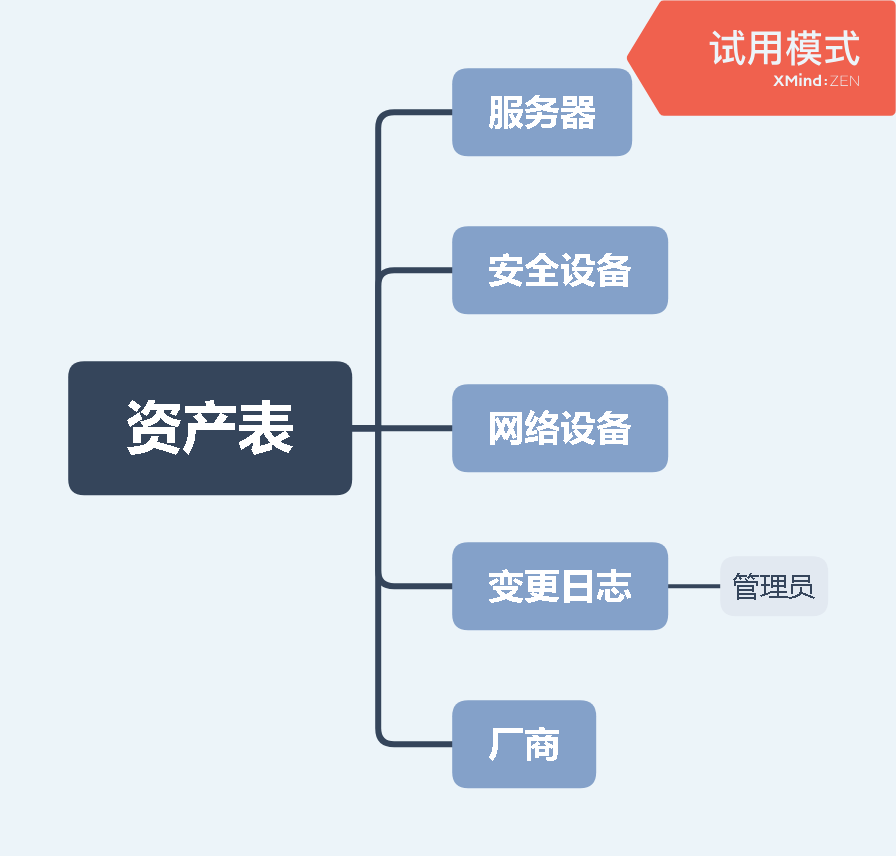 试用模式
XMind:ZEN
服务器
安全设备
资产表
网络设备
变更日志
管理员
厂商